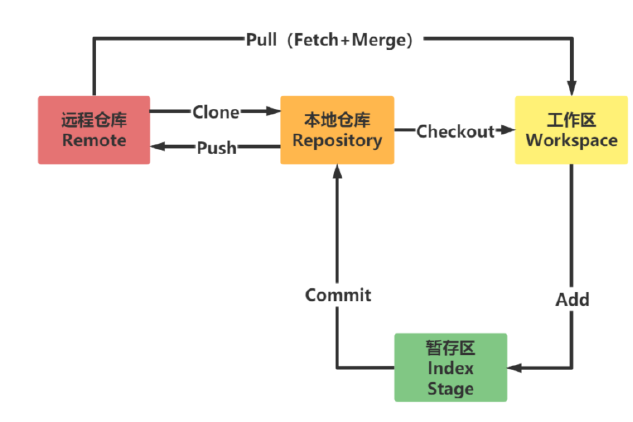 Pull（Fetch+Merge）
远程仓库
Remote
Clone
Push
本地仓库
Repository
Checkout
工作区
Workspace
Commit
Add
暂存区
Index
Stage